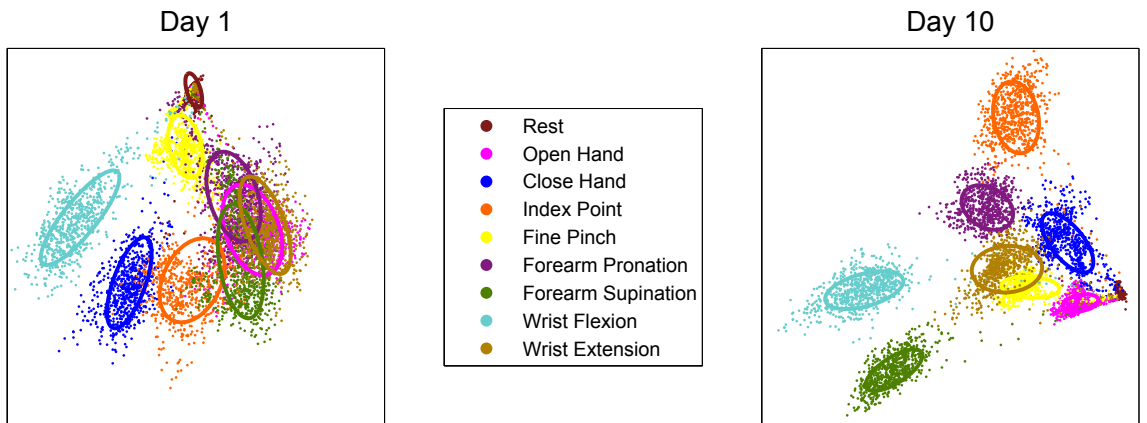 Day 1
Day 10
Rest
Open Hand
Close Hand
Index Point
Fine Pinch
Forearm Pronation
Forearm Supination
Wrist Flexion
Wrist Extension